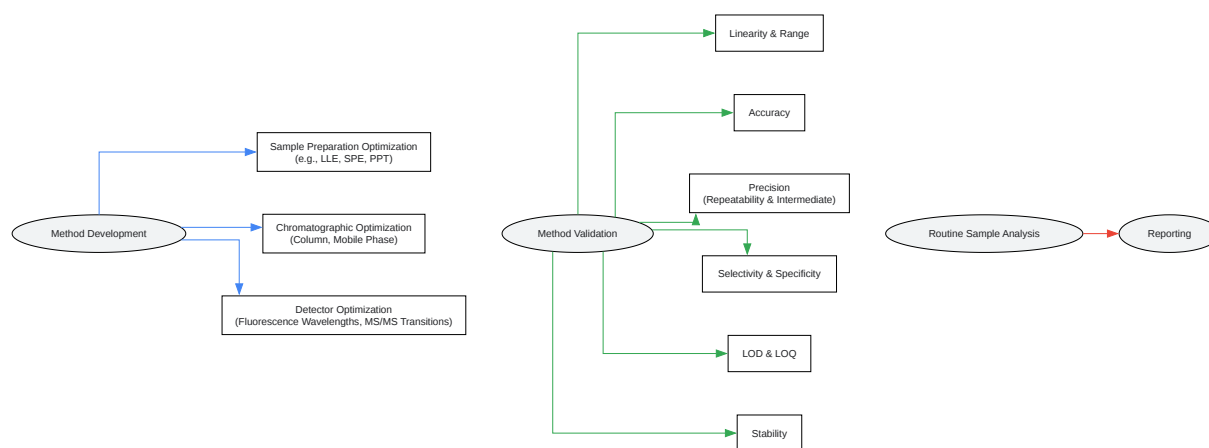 Method Development
Sample Preparation Optimization
(e.g., LLE, SPE, PPT)
Chromatographic Optimization
(Column, Mobile Phase)
Detector Optimization
(Fluorescence Wavelengths, MS/MS Transitions)
Method Validation
Linearity & Range
Accuracy
Precision
(Repeatability & Intermediate)
Selectivity & Specificity
LOD & LOQ
Stability
Routine Sample Analysis
Reporting